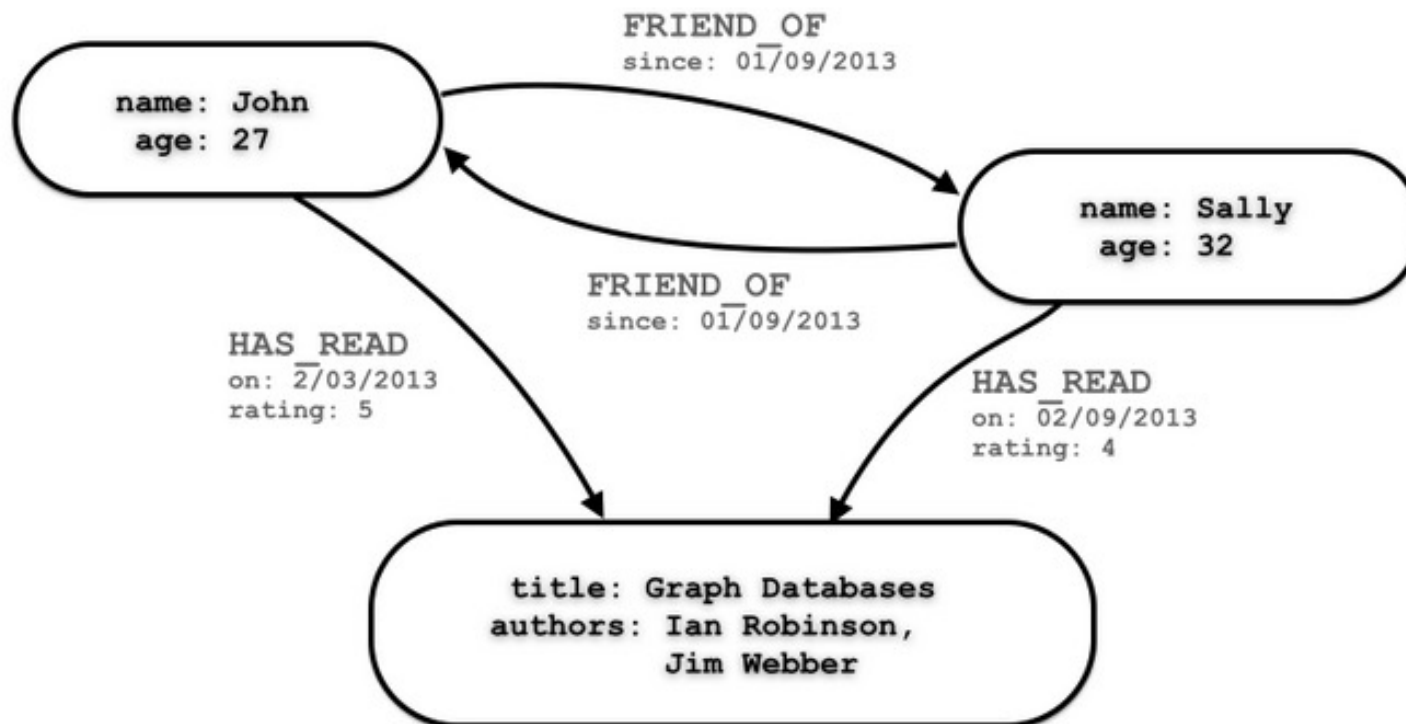 FRIEND_OF
since: 01/09/2013
name: John
age: 27
name: Sally
age: 32
FRIEND_OF
since: 01/09/2013
HAS_READ
on: 2/03/2013
rating: 5
HAS_READ
on: 02/09/2013
rating: 4
title: Graph Databases
authors: Ian Robinson,
Jim Webber